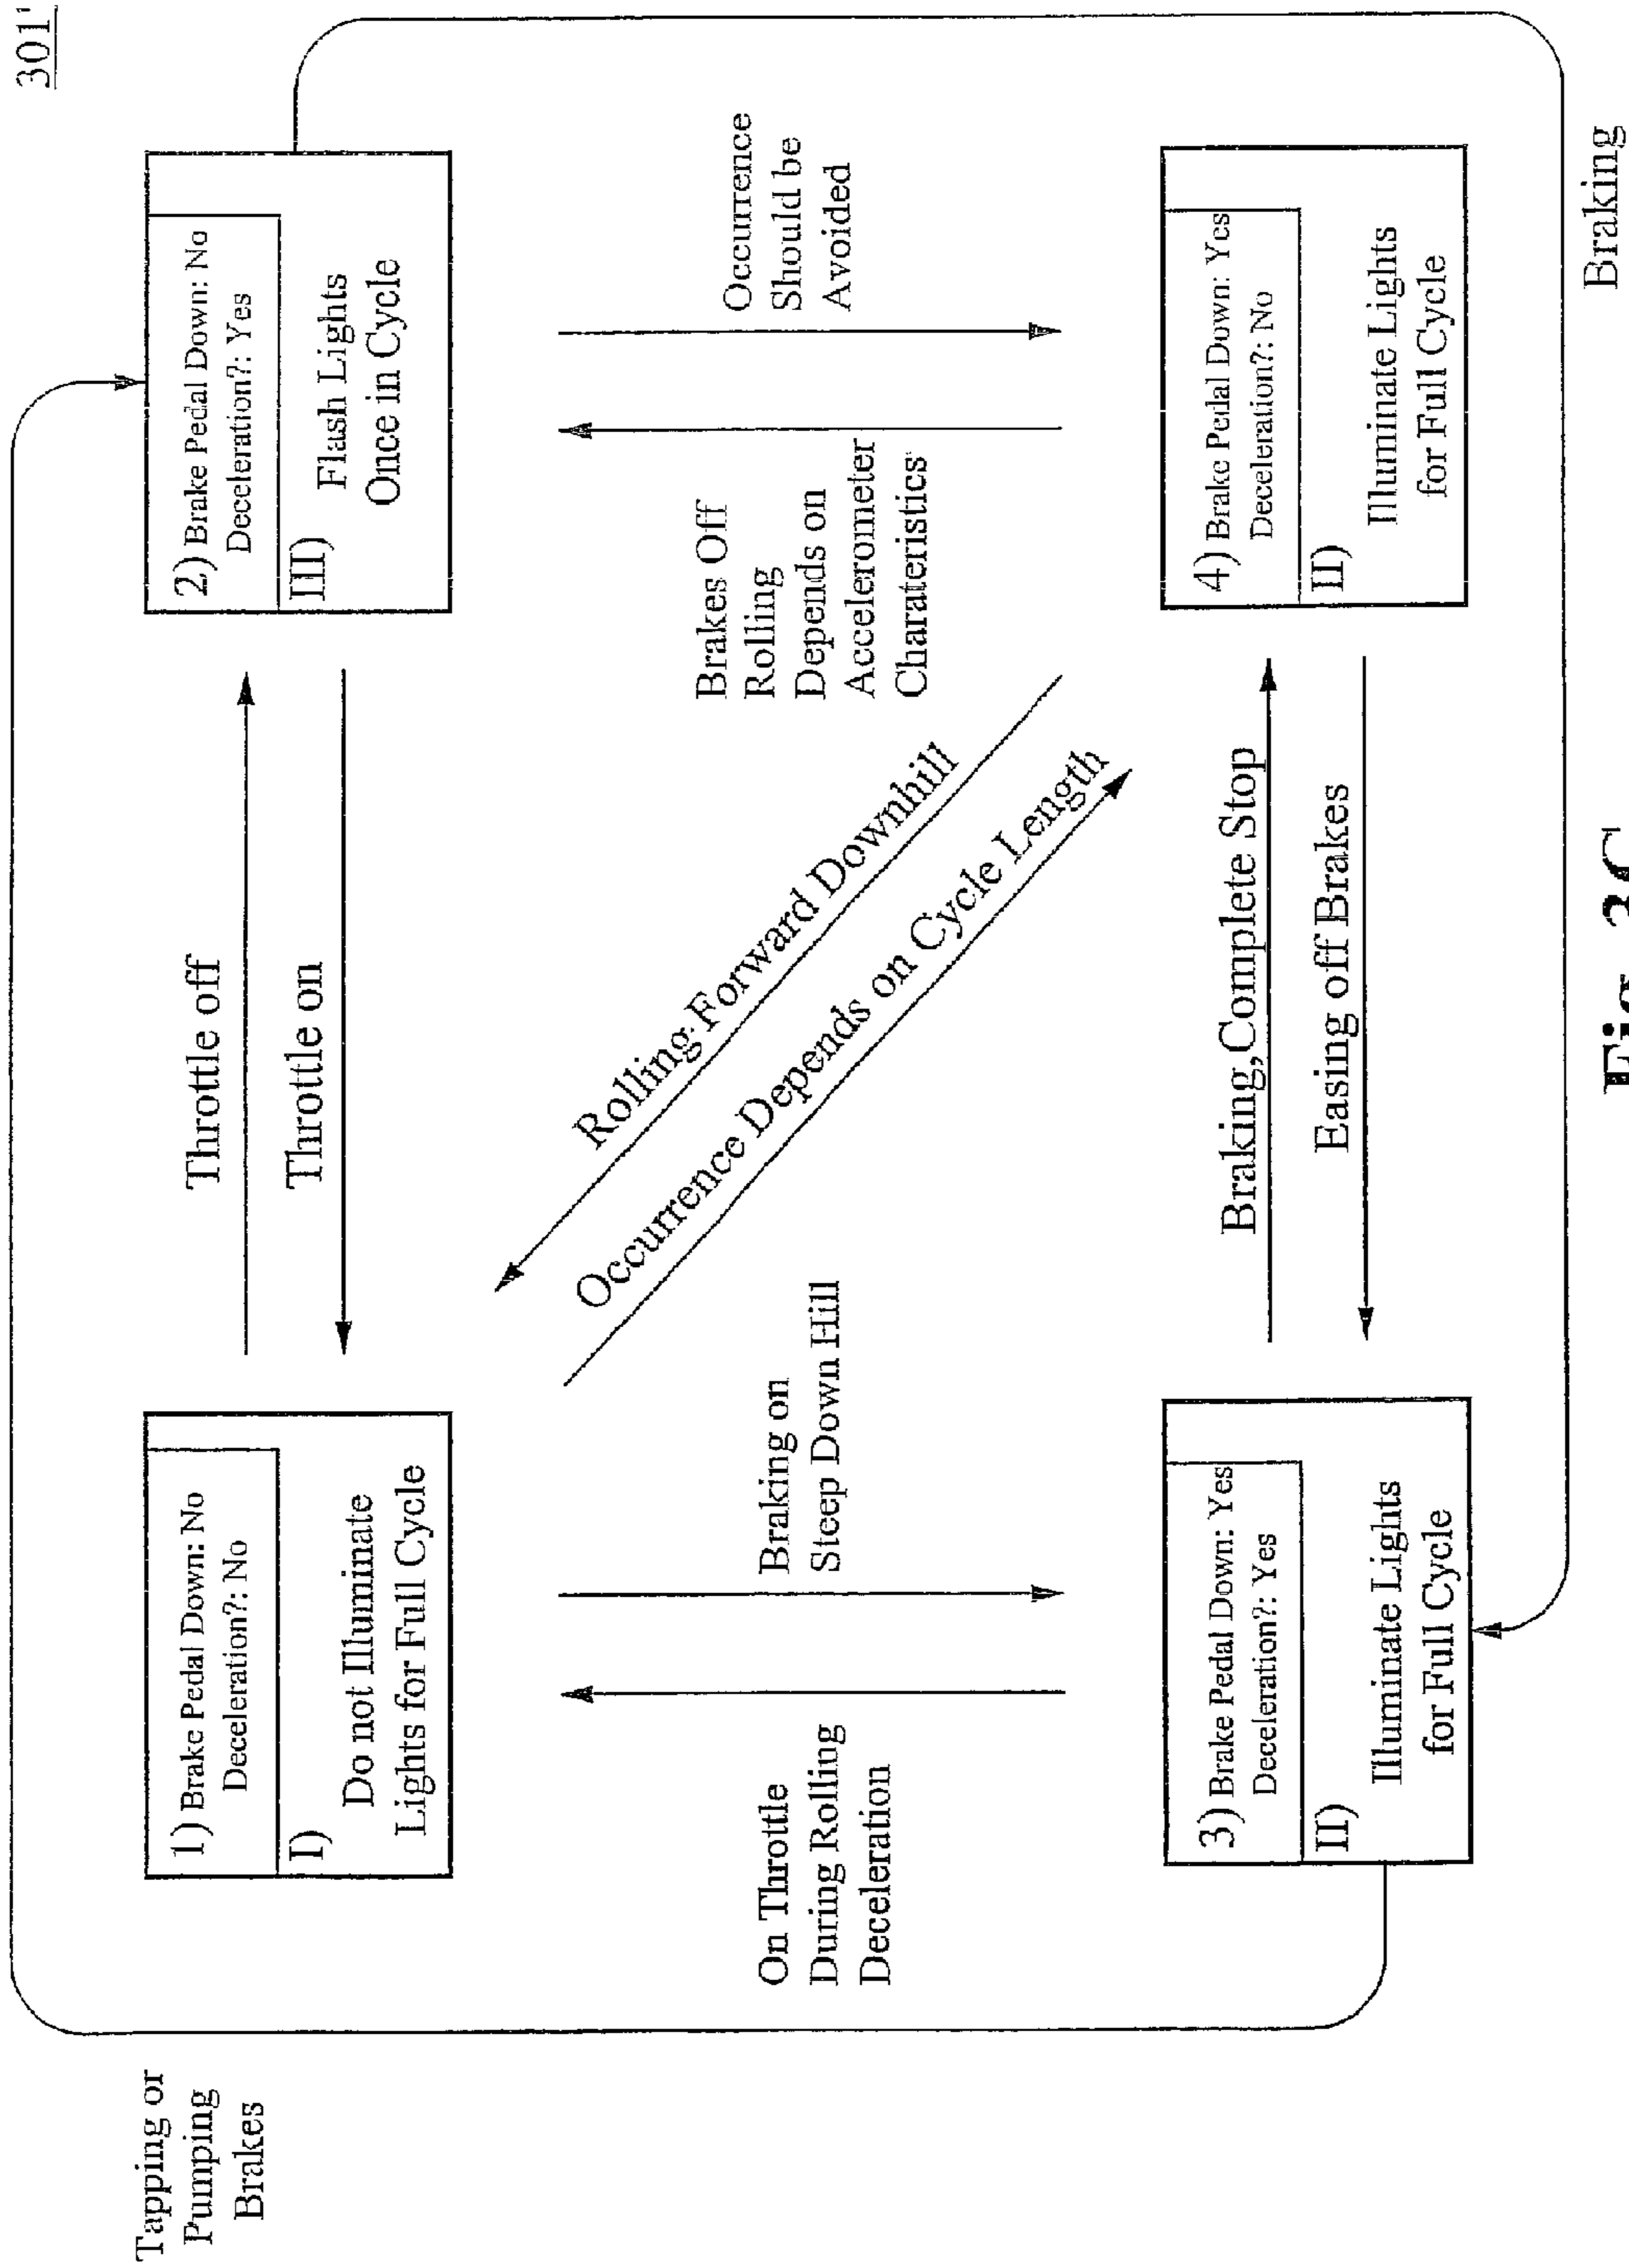 301'
Tapping or
Pumping
Brakes
1) Brake Pedal Down: No
Deceleration?: No
I)
Do not Illuminate
Lights for Full Cycle
Throttle off
Throttle on
2) Brake Pedal Down: No
Deceleration?: Yes
III)
Flash Lights
Once in Cycle
On Throttle
During Rolling
Deceleration
Braking on
Steep Down Hill
Rolling Forward Downhill
Occurrence Depends on Cycle Length
Brakes Off
Rolling
Depends on
Accelerometer
Charateristics
Occurrence
Should be
Avoided
3) Brake Pedal Down: Yes
Deceleration?: Yes
II)
Illuminate Lights
for Full Cycle
Braking,Complete Stop
Easing off Brakes
4) Brake Pedal Down: Yes
Deceleration?: No
II)
Illuminate Lights
for Full Cycle
Braking
Fig. 3C